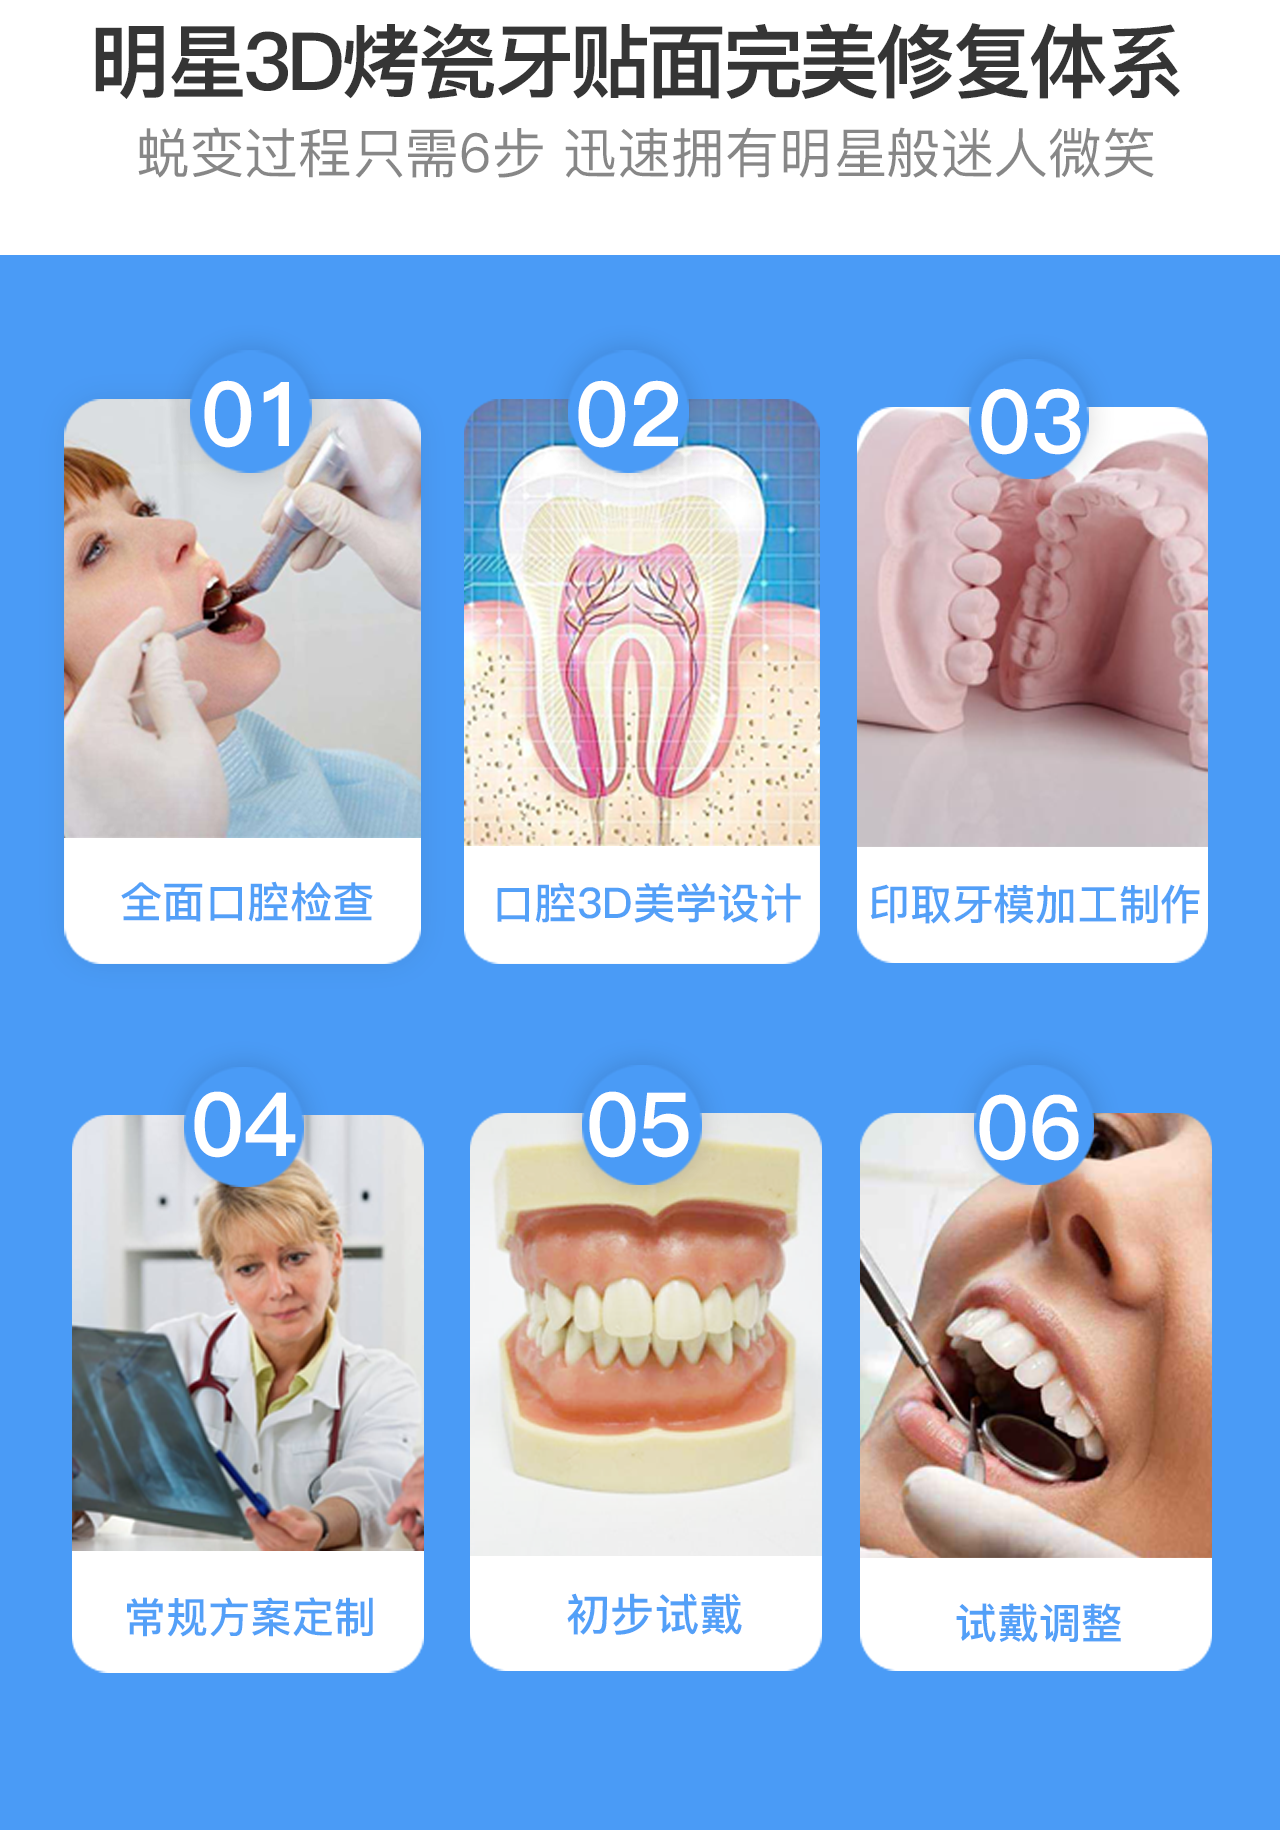 明星3D烤瓷牙贴面完美修复体系
蜕变过程只需6步 迅速拥有明星般迷人微笑
01
02
03
全面口腔检查
口腔3D美学设计
印取牙模加工制作
04
05
06
常规方案定制
初步试戴
试戴调整